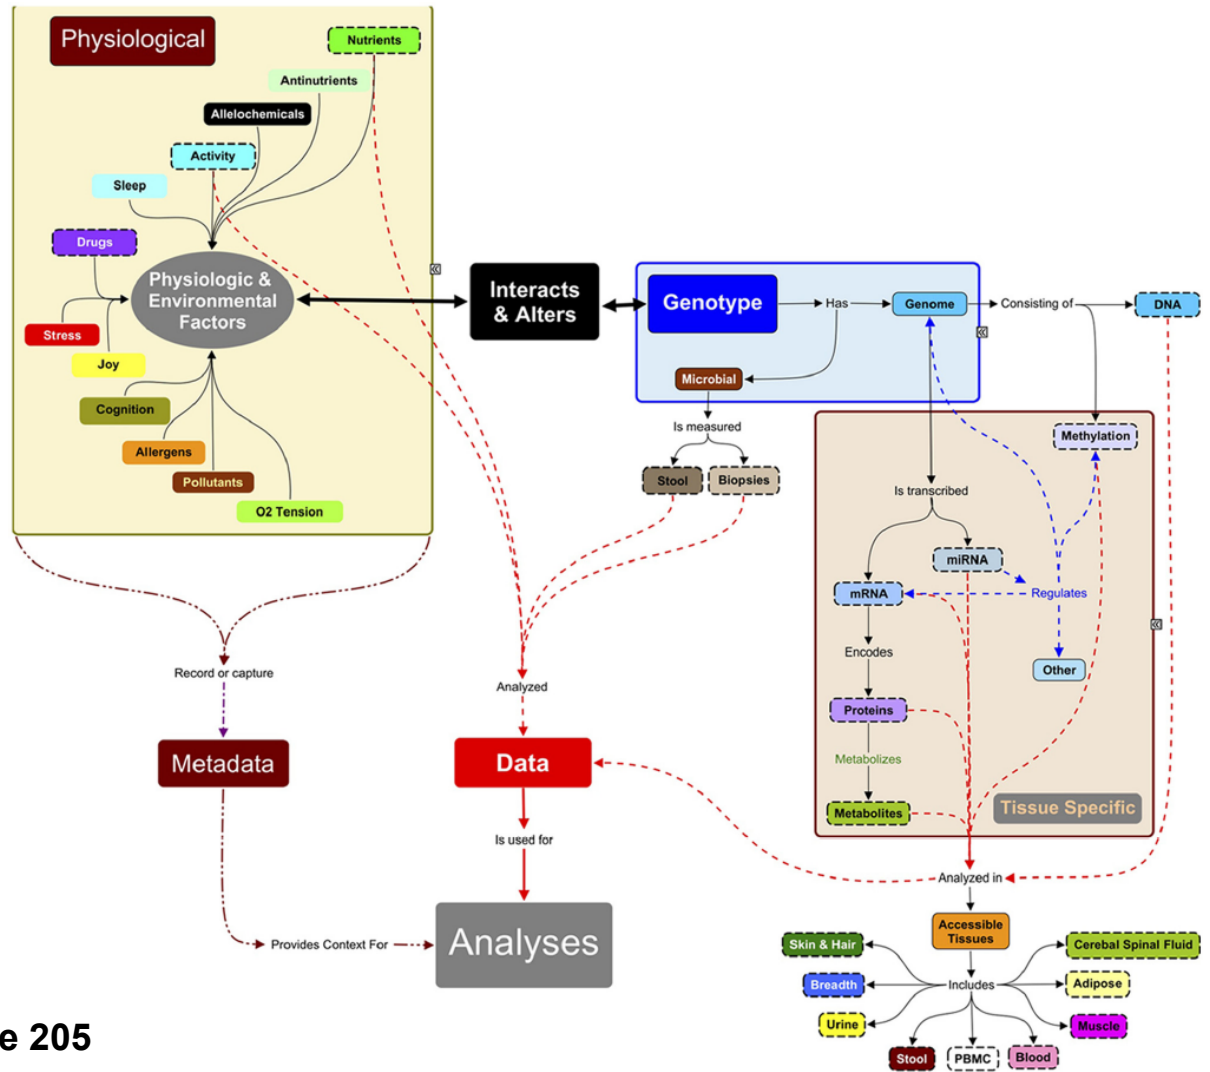 Physiological
Nutrients
Antinutrients
Allelochemicals
Activity
Sleep
Drugs
Physiologic &
Environmental
Factors
Stress
Joy
Cognition
Allergens
Pollutants
O2 Tension
Interacts
& Alters
Genotype
Has
Genome
Consisting of
DNA
Microbial
Is measured
Stool
Biopsies
Methylation
Is transcribed
miRNA
mRNA
Regulates
Encodes
Other
Proteins
Metabolizes
Metabolites
Tissue Specific
Record or capture
Metadata
Analyzed
Data
Is used for
Provides Context For
Analyses
Analyzed in
Accessible
Tissues
Includes
Skin & Hair
Cerebal Spinal Fluid
Breadth
Adipose
Urine
Muscle
Stool
PBMC
Blood
e 205